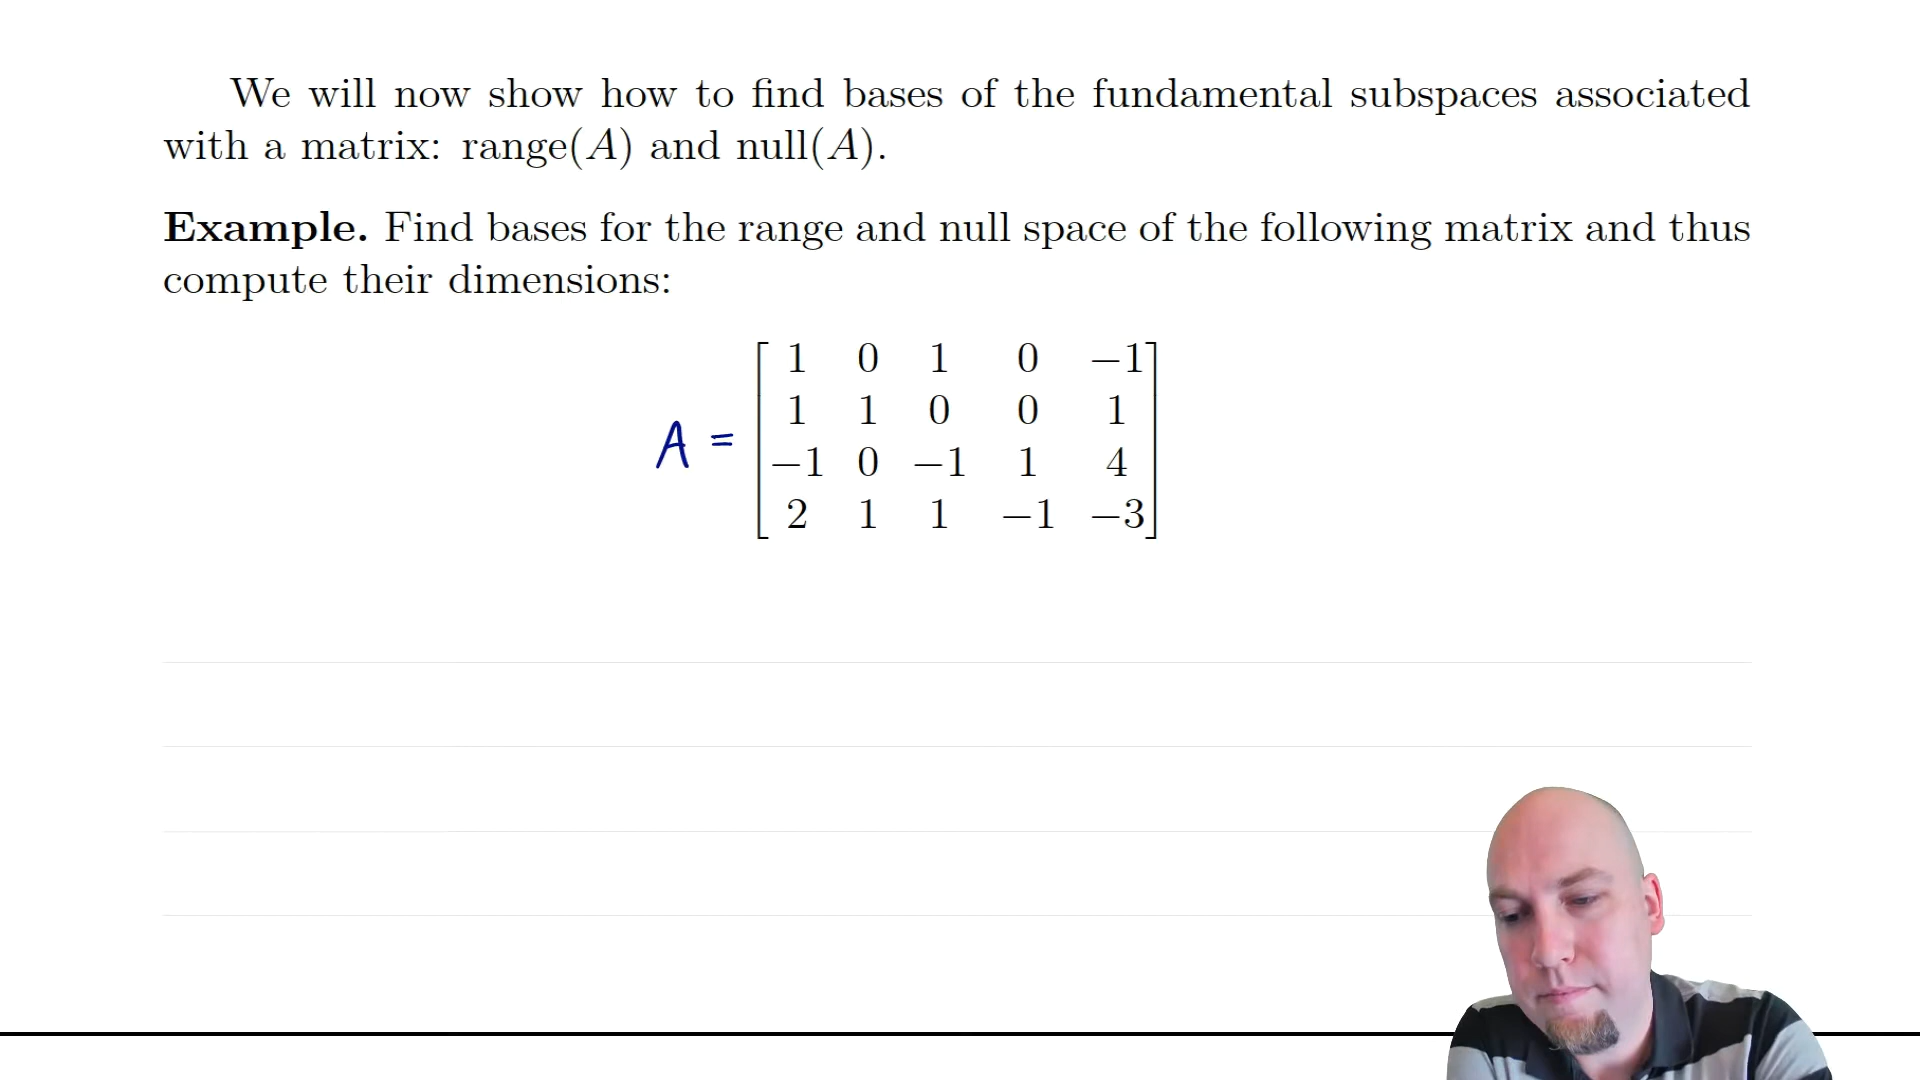 We will now show how to find bases of the fundamental subspaces associated
with a matrix: range(A) and null(A).
Example. Find bases for the range and null space of the following matrix and thus
compute their dimensions:
A =
1 0 1 0 −1
1 1 0 0 1
−1 0 −1 1 4
2 1 1 −1 −3